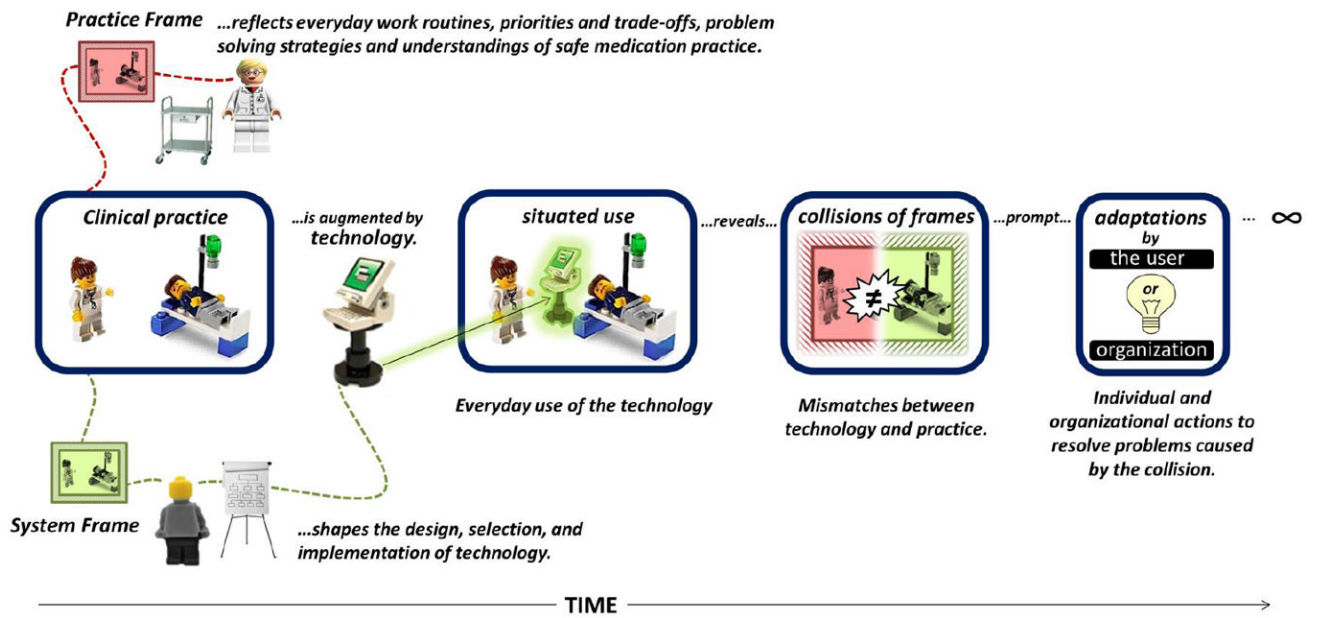 Practice Frame
...reflects everyday work routines, priorities and trade-offs, problem
solving strategies and understandings of safe medication practice.
Clinical practice
...is augmented by
technology.
situated use
...reveals...
collisions of frames
≠
...prompt...
adaptations
by
the user
or
organization
... ∞
Everyday use of the technology
Mismatches between
technology and practice.
Individual and
organizational actions to
resolve problems caused
by the collision.
System Frame
...shapes the design, selection, and
implementation of technology.
TIME